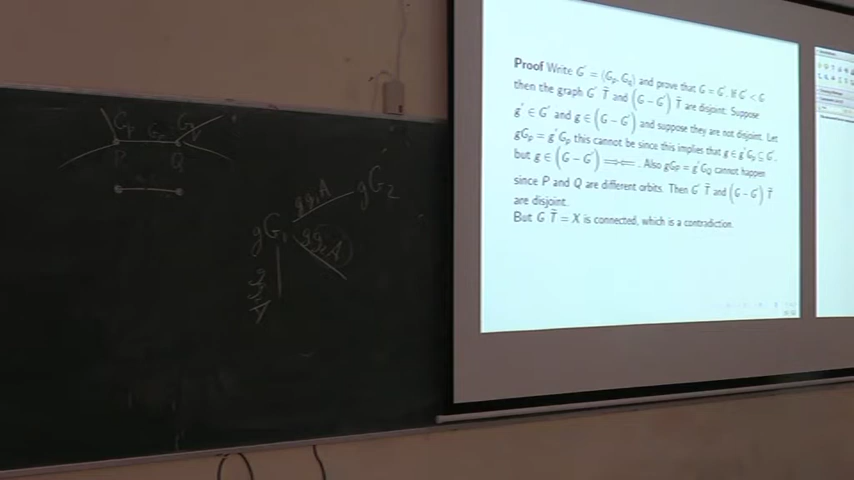 G_P G_e G_Q
P Q
gG_1 gg_1A gG_2
gg_2A
Proof Write G' = ⟨G_P, G_Q⟩ and prove that G = G'. If G' < G
then the graph G' T̃ and (G − G') T̃ are disjoint. Suppose
g' ∈ G' and g ∈ (G − G') and suppose they are not disjoint. Let
gG_P = g'G_P this cannot be since this implies that g ∈ g'G_P ⊆ G'.
but g ∈ (G − G') ⟹⟸. Also gG_P = g'G_Q cannot happen
since P and Q are different orbits. Then G' T̃ and (G − G') T̃
are disjoint.
But G T̃ = X is connected, which is a contradiction.